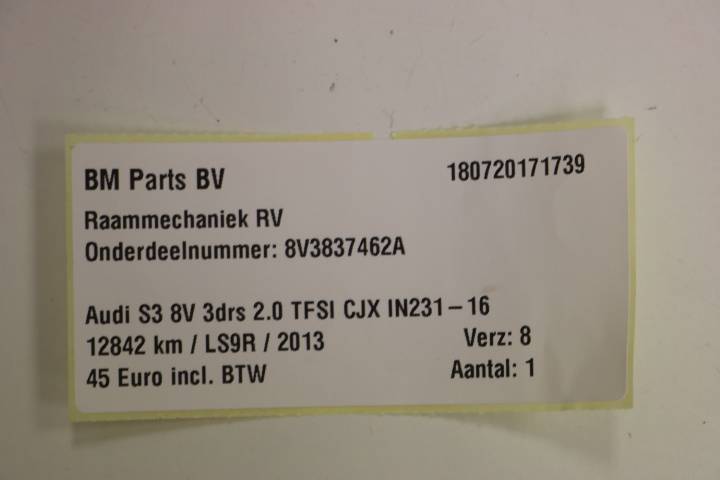 BM Parts BV 180720171739
Raammechaniek RV
Onderdeelnummer: 8V3837462A
Audi S3 8V 3drs 2.0 TFSI CJX IN231-16
12842 km / LS9R / 2013 Verz: 8
45 Euro incl. BTW Aantal: 1